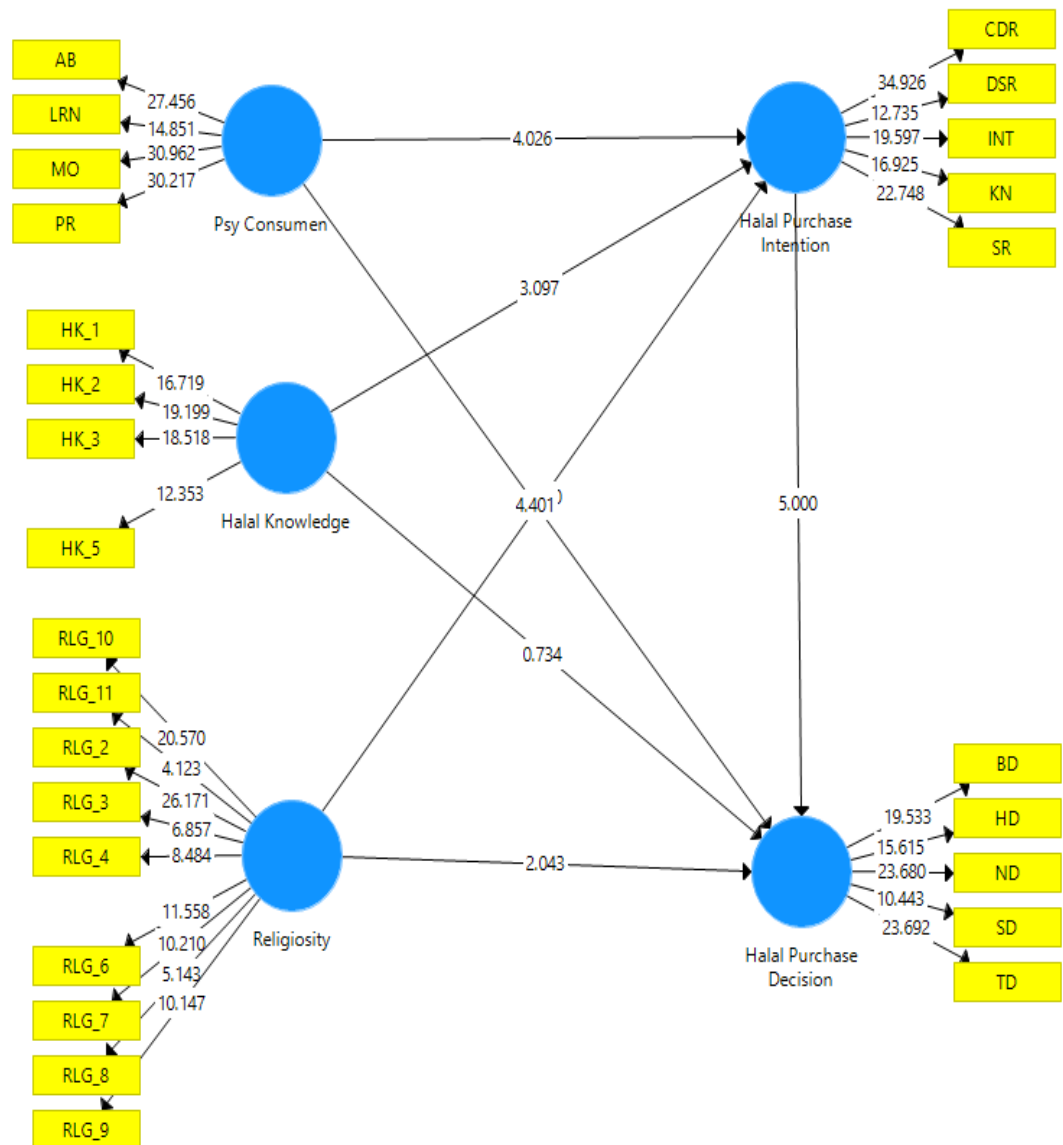 AB
LRN
MO
PR
27.456
14.851
30.962
30.217
Psy Consumen
4.026
CDR
DSR
INT
KN
SR
34.926
12.735
19.597
16.925
22.748
Halal Purchase
Intention
3.097
HK_1
HK_2
HK_3
HK_5
16.719
19.199
18.518
12.353
Halal Knowledge
4.401
5.000
0.734
RLG_10
RLG_11
RLG_2
RLG_3
RLG_4
RLG_6
RLG_7
RLG_8
RLG_9
20.570
4.123
26.171
6.857
8.484
11.558
10.210
5.143
10.147
Religiosity
2.043
BD
HD
ND
SD
TD
19.533
15.615
23.680
10.443
23.692
Halal Purchase
Decision